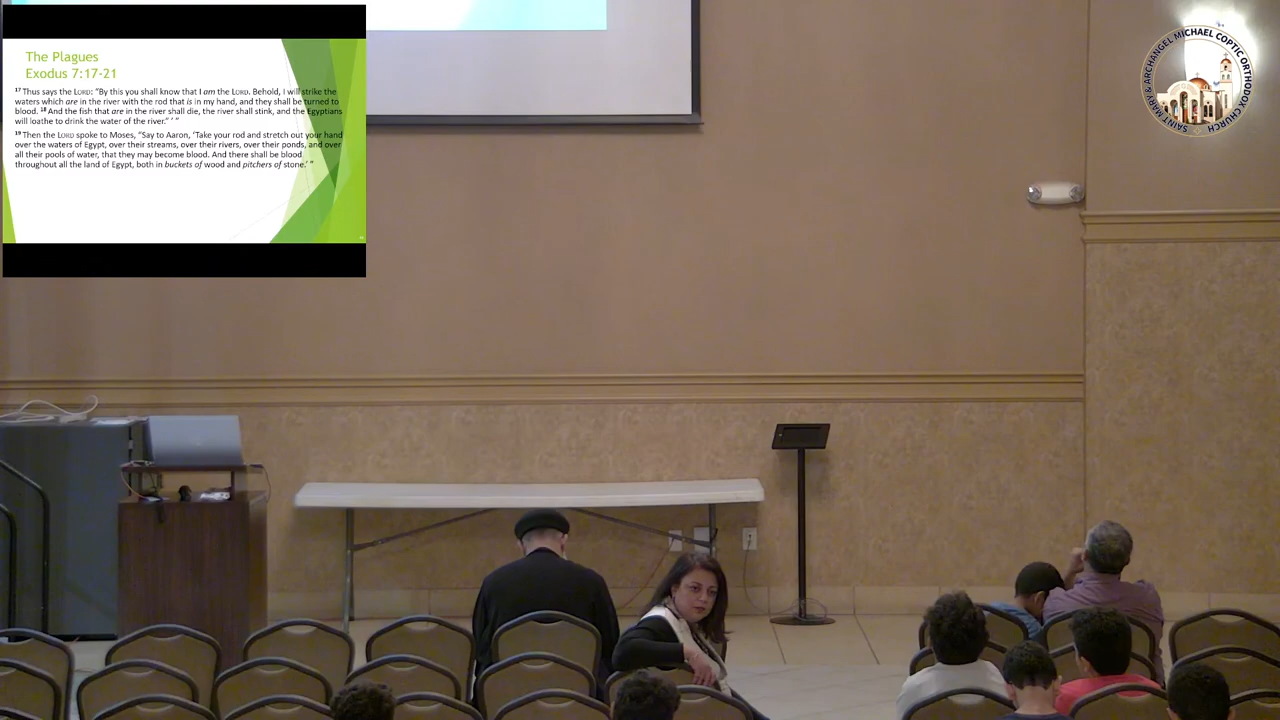 The Plagues
Exodus 7:17-21
17 Thus says the LORD: “By this you shall know that I am the LORD. Behold, I will strike the
waters which are in the river with the rod that is in my hand, and they shall be turned to
blood. 18 And the fish that are in the river shall die, the river shall stink, and the Egyptians
will loathe to drink the water of the river.” ’ ”
19 Then the LORD spoke to Moses, “Say to Aaron, ‘Take your rod and stretch out your hand
over the waters of Egypt, over their streams, over their rivers, over their ponds, and over
all their pools of water, that they may become blood. And there shall be blood
throughout all the land of Egypt, both in buckets of wood and pitchers of stone.’ ”
SAINT MARY & ARCHANGEL MICHAEL COPTIC ORTHODOX CHURCH